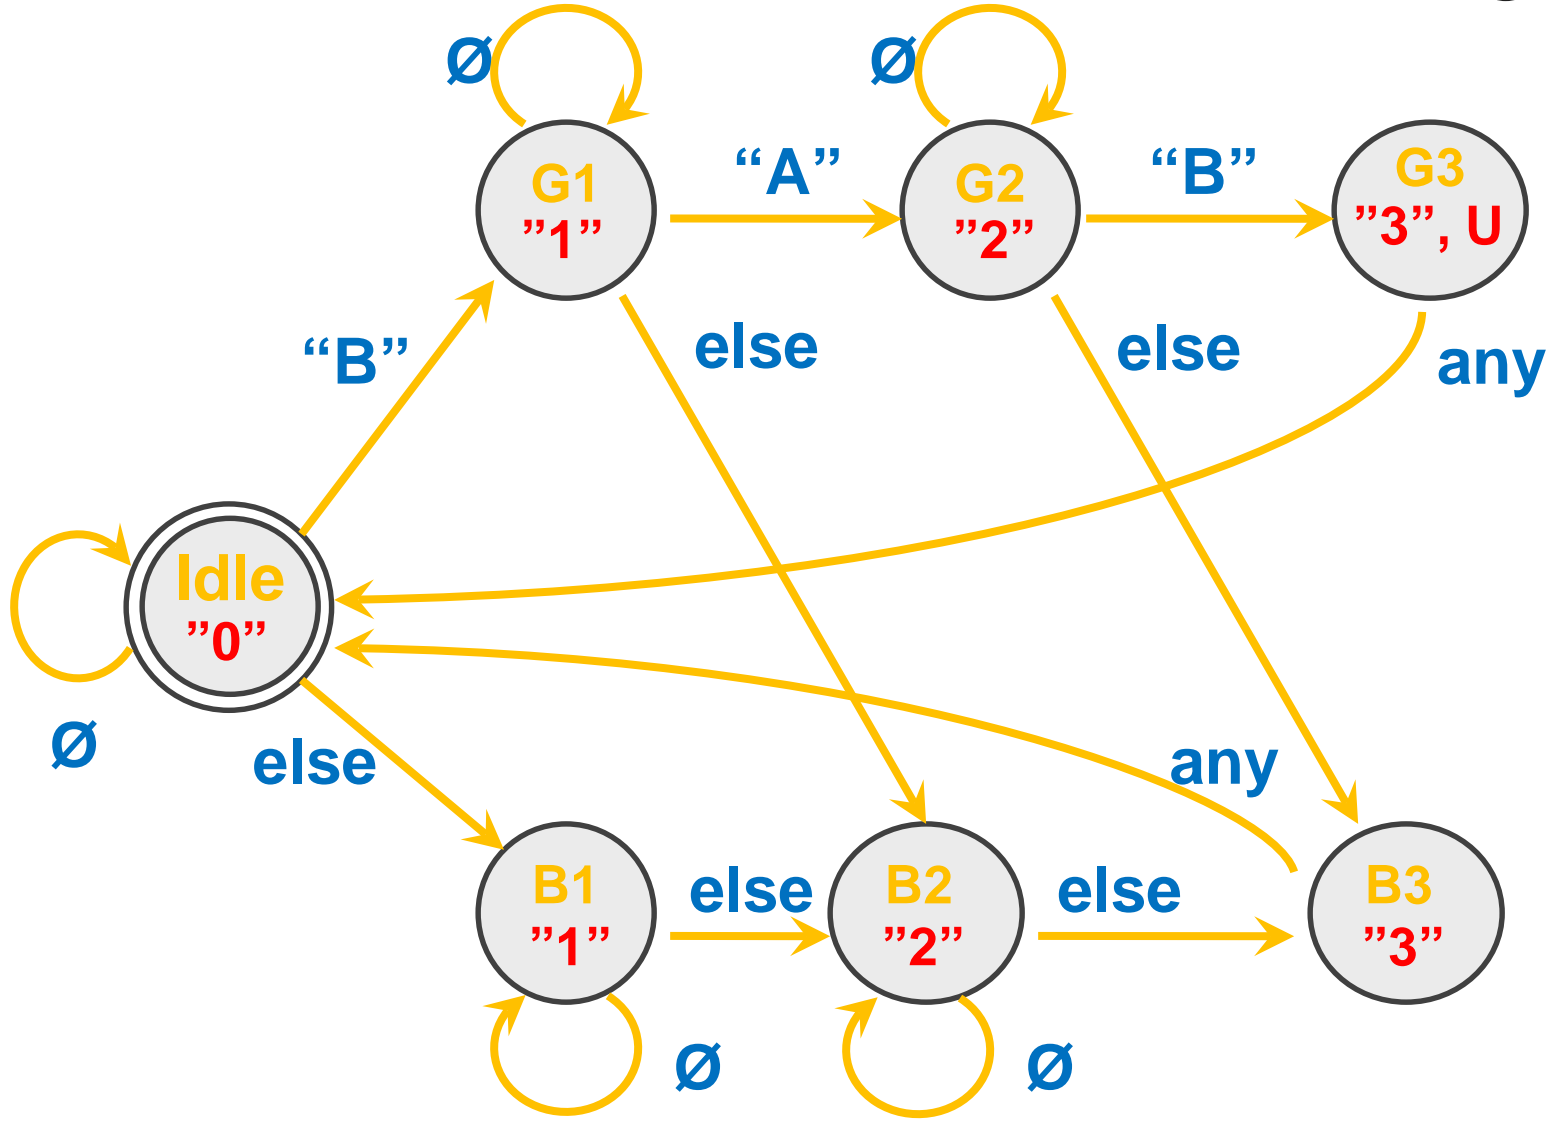 Ø
Ø
G1
”1”
“A”
G2
”2”
“B”
G3
”3”, U
“B”
else
else
any
Idle
”0”
Ø
else
any
B1
”1”
else
B2
”2”
else
B3
”3”
Ø
Ø